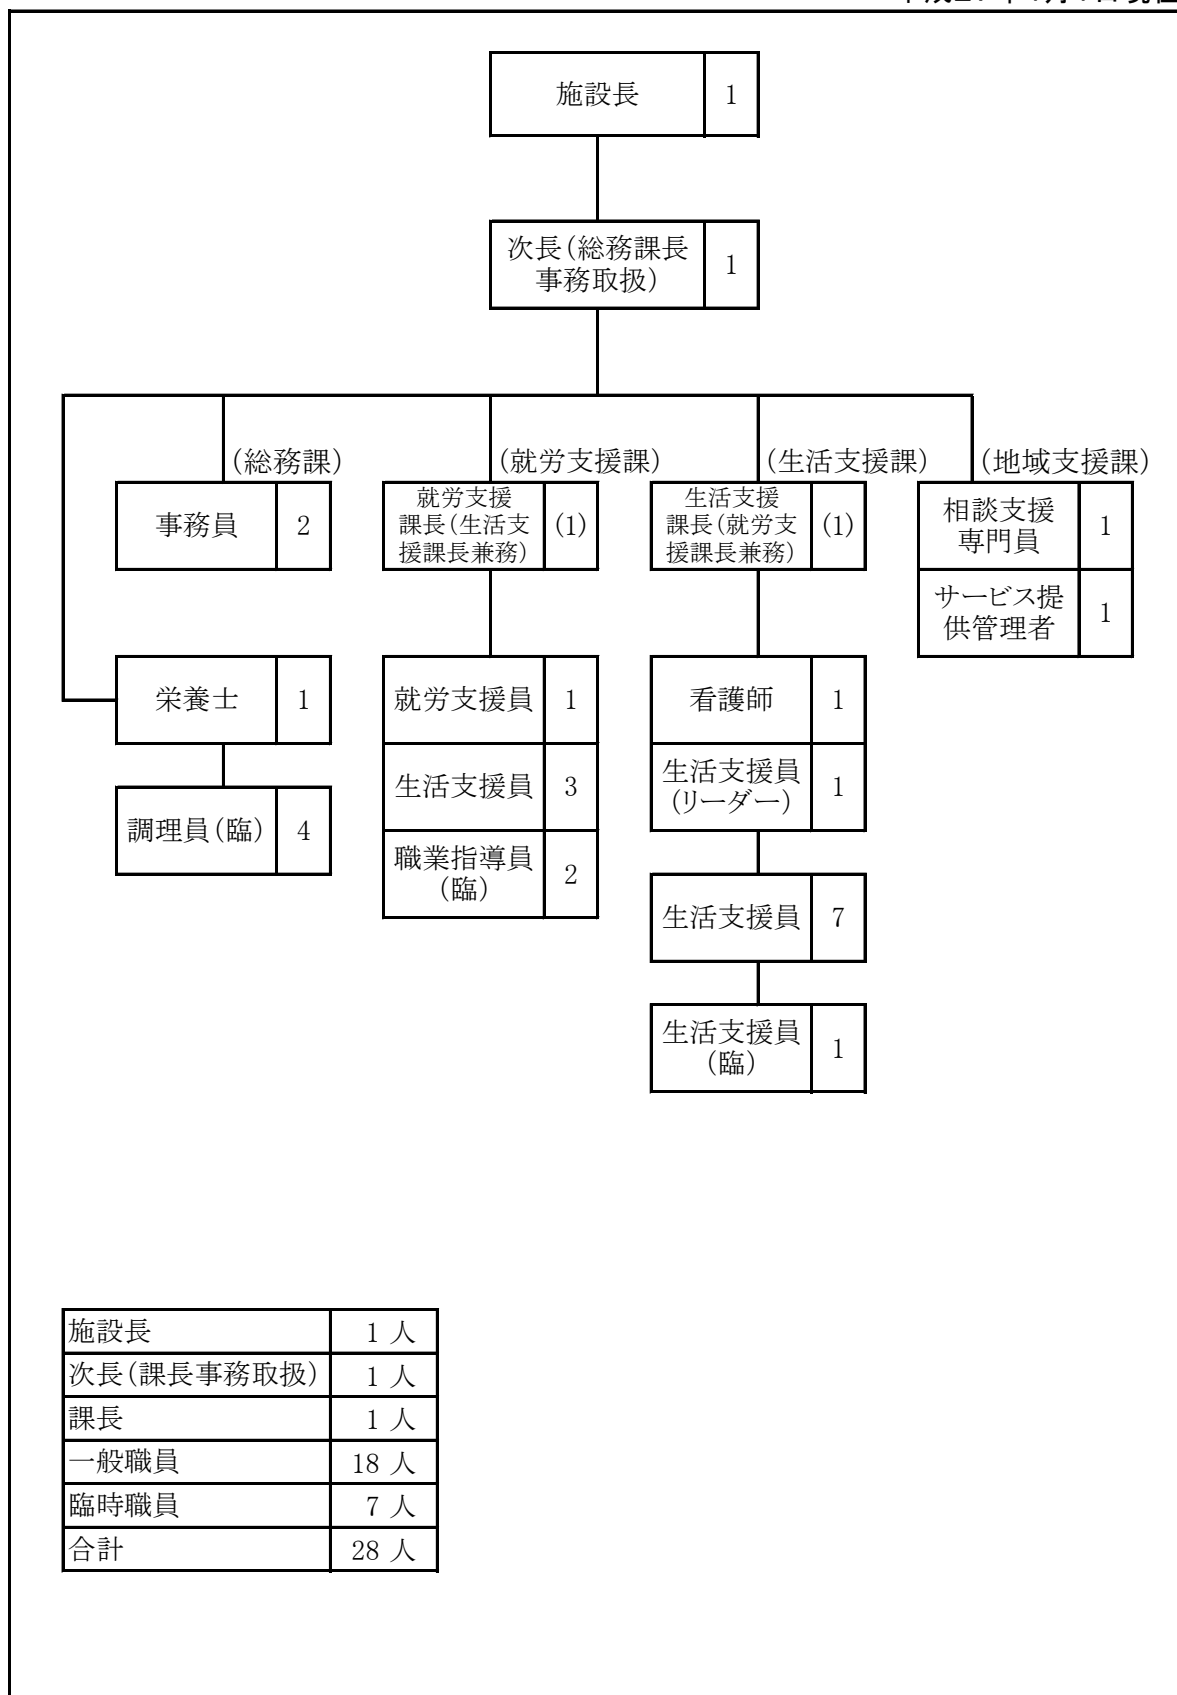 施設長 1
次長(総務課長
事務取扱) 1
(総務課) (就労支援課) (生活支援課) (地域支援課)
事務員 2
就労支援
課長(生活支
援課長兼務) (1)
生活支援
課長(就労支
援課長兼務) (1)
相談支援
専門員 1
サービス提
供管理者 1
栄養士 1
調理員(臨) 4
就労支援員 1
生活支援員 3
職業指導員
(臨) 2
看護師 1
生活支援員
(リーダー) 1
生活支援員 7
生活支援員
(臨) 1
施設長 1 人
次長(課長事務取扱) 1 人
課長 1 人
一般職員 18 人
臨時職員 7 人
合計 28 人